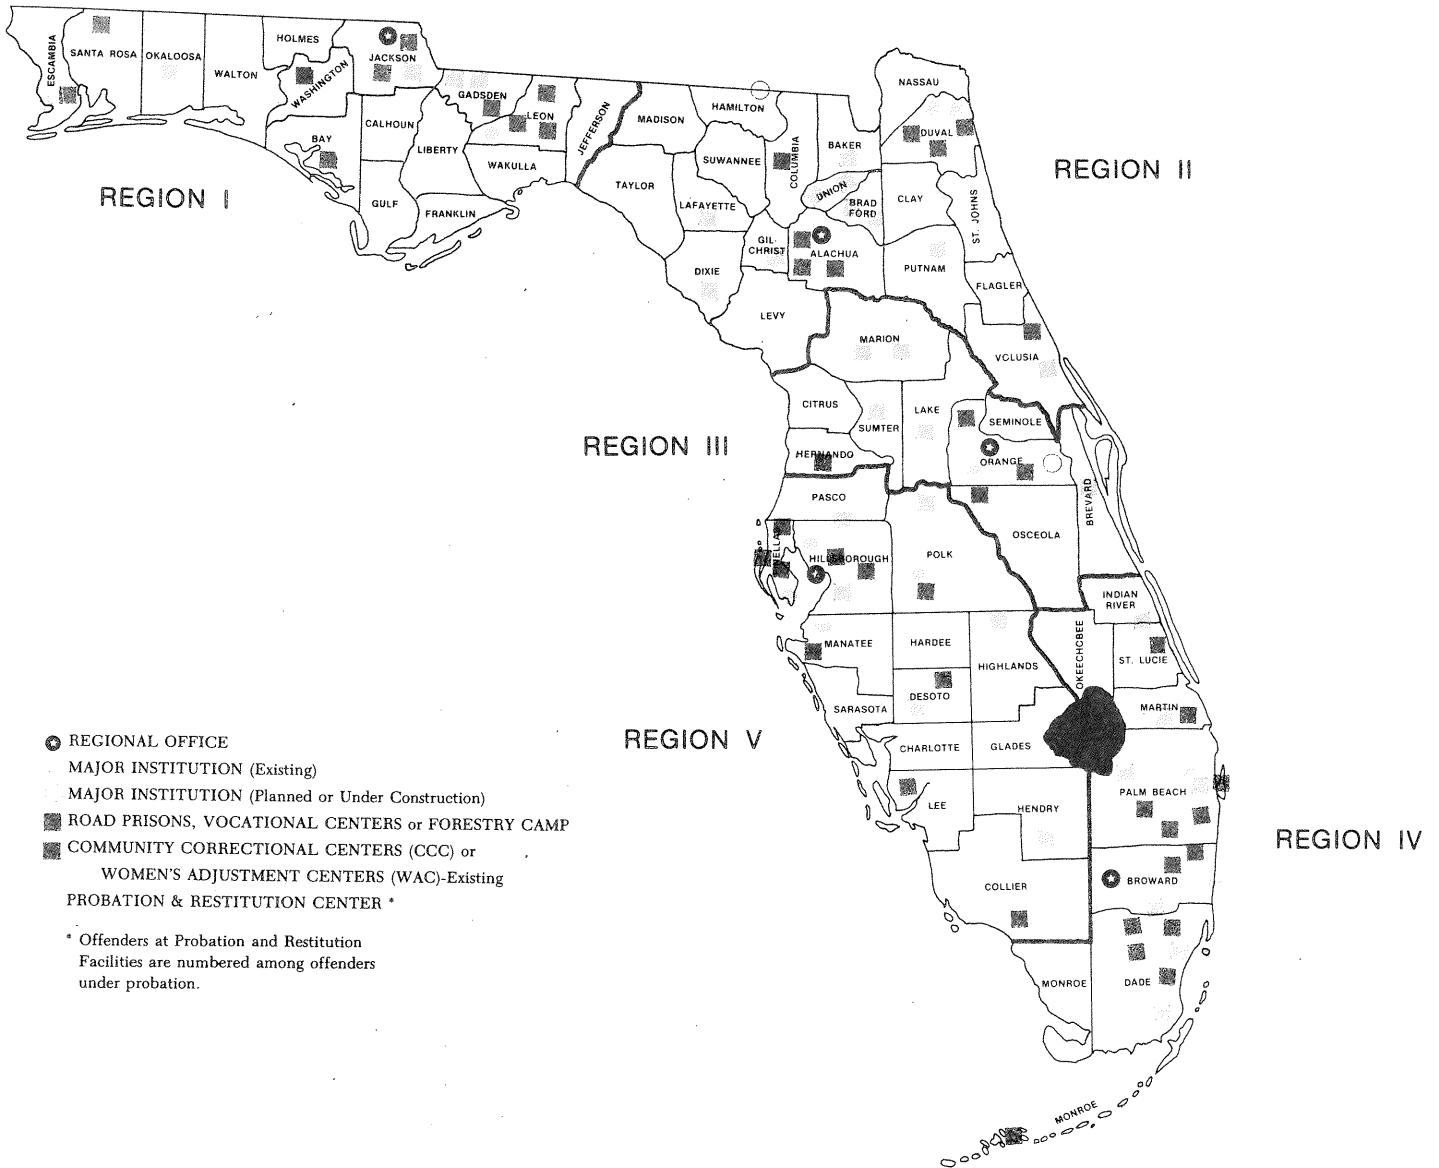 HOLMES
ESCAMBIA
SANTA ROSA
OKALOOSA
WALTON
WASHINGTON
JACKSON
NASSAU
GADSDEN
LEON
JEFFERSON
MADISON
HAMILTON
CALHOUN
BAY
LIBERTY
WAKULLA
SUWANNEE
COLUMBIA
BAKER
DUVAL
REGION II
TAYLOR
REGION I
GULF
FRANKLIN
LAFAYETTE
UNION
BRAD
FORD
CLAY
ST. JOHNS
GIL-
CHRIST
ALACHUA
PUTNAM
DIXIE
FLAGLER
LEVY
MARION
VOLUSIA
CITRUS
LAKE
SUMTER
SEMINOLE
REGION III
HERNANDO
ORANGE
PASCO
BREVARD
OSCEOLA
HILLSBOROUGH
POLK
INDIAN
RIVER
MANATEE
HARDEE
HIGHLANDS
OKEECHOBEE
ST. LUCIE
DESOTO
SARASOTA
MARTIN
REGION V
CHARLOTTE
GLADES
PALM BEACH
LEE
HENDRY
REGION IV
COLLIER
BROWARD
MONROE
DADE
MONROE
REGIONAL OFFICE
MAJOR INSTITUTION (Existing)
MAJOR INSTITUTION (Planned or Under Construction)
ROAD PRISONS, VOCATIONAL CENTERS or FORESTRY CAMP
COMMUNITY CORRECTIONAL CENTERS (CCC) or
WOMEN'S ADJUSTMENT CENTERS (WAC)-Existing
PROBATION & RESTITUTION CENTER *
* Offenders at Probation and Restitution
Facilities are numbered among offenders
under probation.